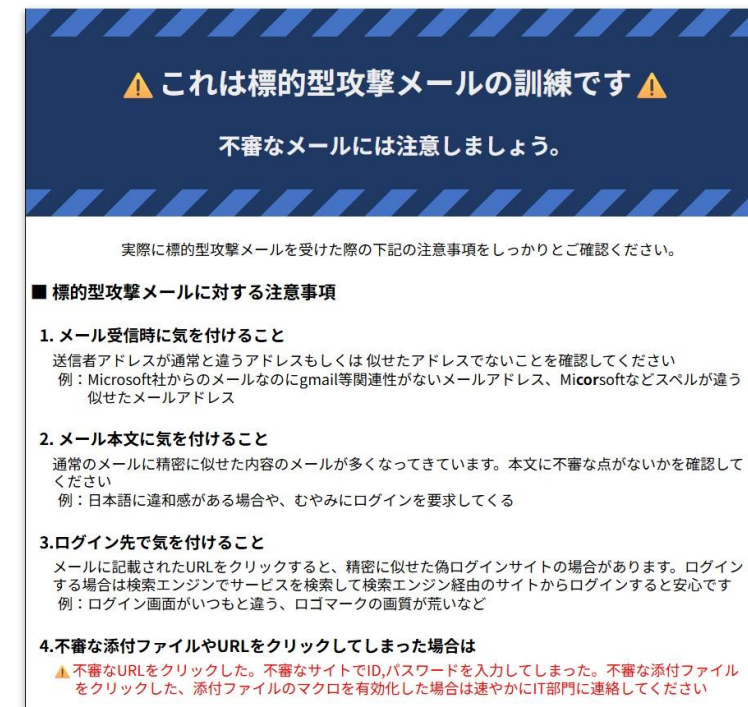 ⚠ これは標的型攻撃メールの訓練です ⚠
不審なメールには注意しましょう。
実際に標的型攻撃メールを受けた際の下記の注意事項をしっかりとご確認ください。
■ 標的型攻撃メールに対する注意事項
1. メール受信時に気を付けること
送信者アドレスが通常と違うアドレスもしくは 似せたアドレスでないことを確認してください
例：Microsoft社からのメールなのにgmail等関連性がないメールアドレス、Micorsoftなどスペルが違う
似せたメールアドレス
2. メール本文に気を付けること
通常のメールに精密に似せた内容のメールが多くなってきています。本文に不審な点がないかを確認して
ください
例：日本語に違和感がある場合や、むやみにログインを要求してくる
3.ログイン先で気を付けること
メールに記載されたURLをクリックすると、精密に似せた偽ログインサイトの場合があります。ログイン
する場合は検索エンジンでサービスを検索して検索エンジン経由のサイトからログインすると安心です
例：ログイン画面がいつもと違う、ロゴマークの画質が荒いなど
4.不審な添付ファイルやURLをクリックしてしまった場合は
⚠ 不審なURLをクリックした。不審なサイトでID,パスワードを入力してしまった。不審な添付ファイル
をクリックした、添付ファイルのマクロを有効化した場合は速やかにIT部門に連絡してください